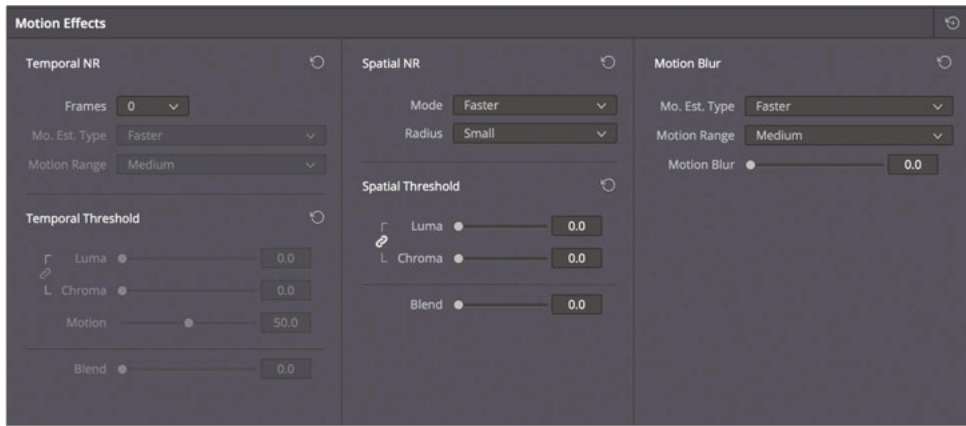 Motion Effects
Temporal NR
Frames 0
Mo. Est. Type Faster
Motion Range Medium
Temporal Threshold
Luma 0.0
Chroma 0.0
Motion 50.0
Blend 0.0
Spatial NR
Mode Faster
Radius Small
Spatial Threshold
Luma 0.0
Chroma 0.0
Blend 0.0
Motion Blur
Mo. Est. Type Faster
Motion Range Medium
Motion Blur 0.0